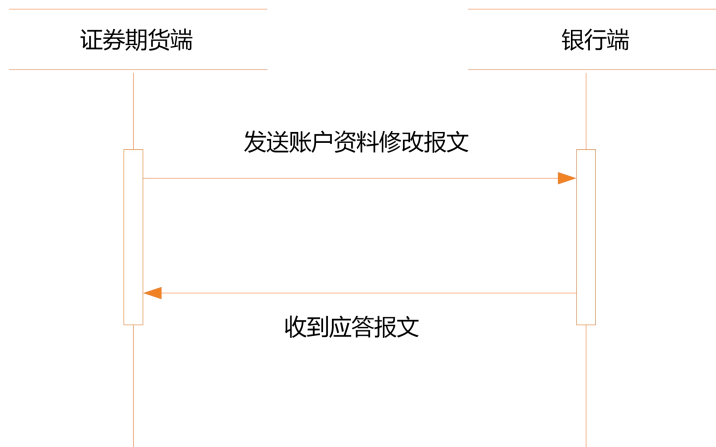 证券期货端
银行端
发送账户资料修改报文
收到应答报文